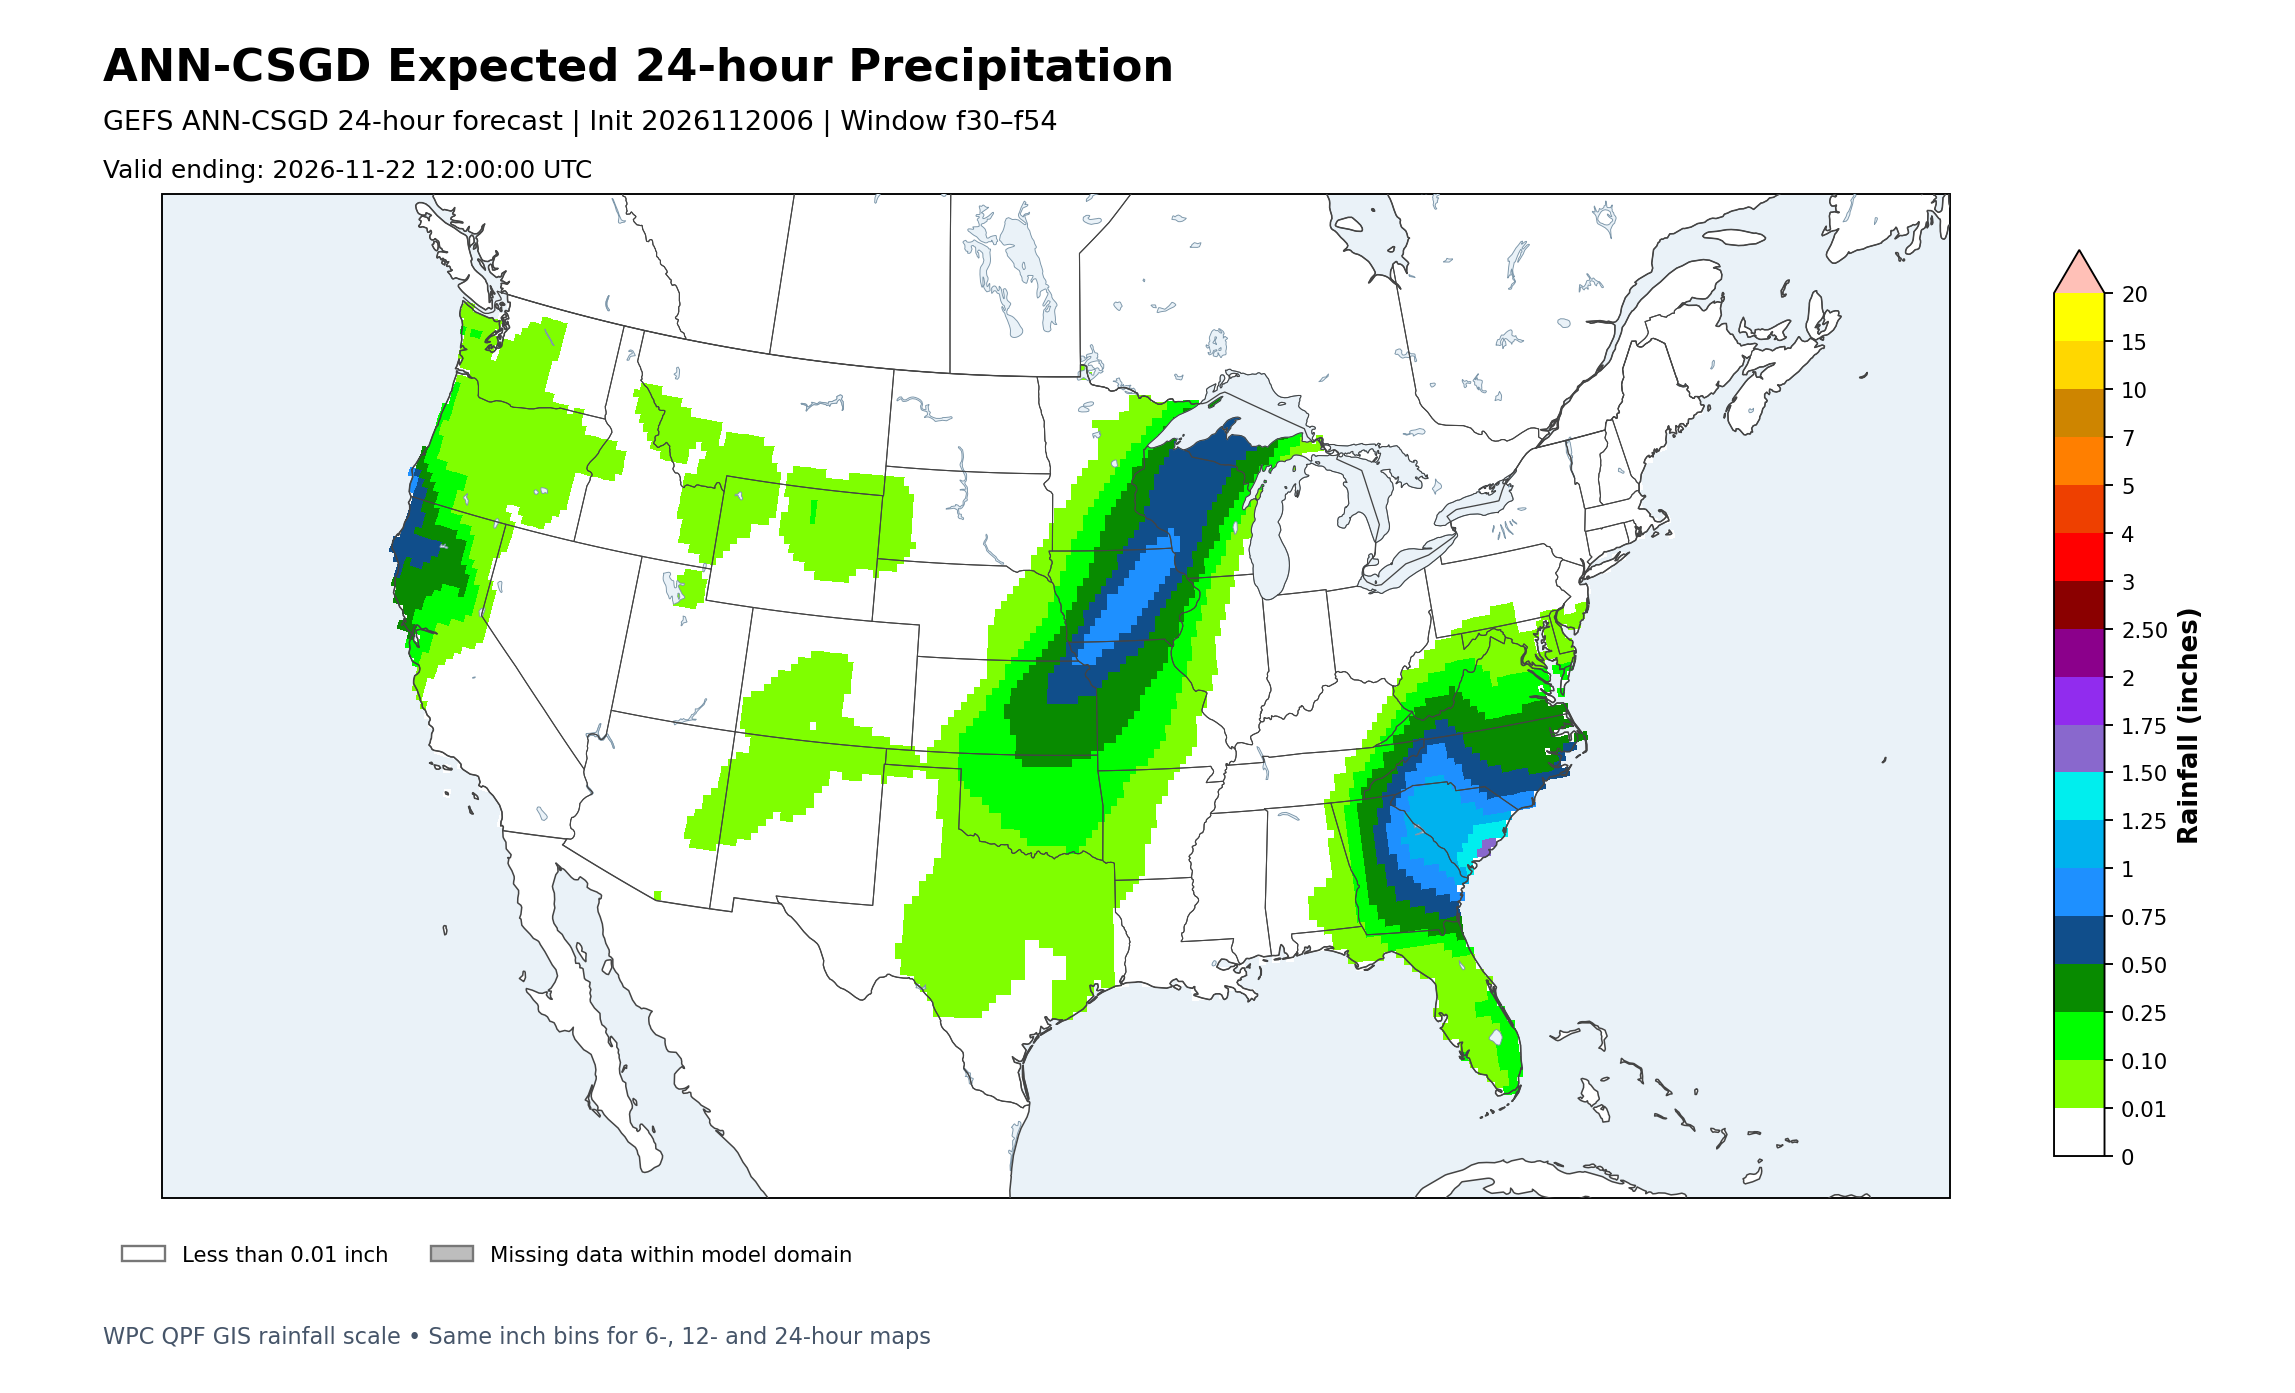 ANN-CSGD Expected 24-hour Precipitation
GEFS ANN-CSGD 24-hour forecast | Init 2026112006 | Window f30–f54
Valid ending: 2026-11-22 12:00:00 UTC
20
15
10
7
5
4
3
2.50
2
1.75
1.50
1.25
1
0.75
0.50
0.25
0.10
0.01
0
Rainfall (inches)
Less than 0.01 inch
Missing data within model domain
WPC QPF GIS rainfall scale • Same inch bins for 6-, 12- and 24-hour maps